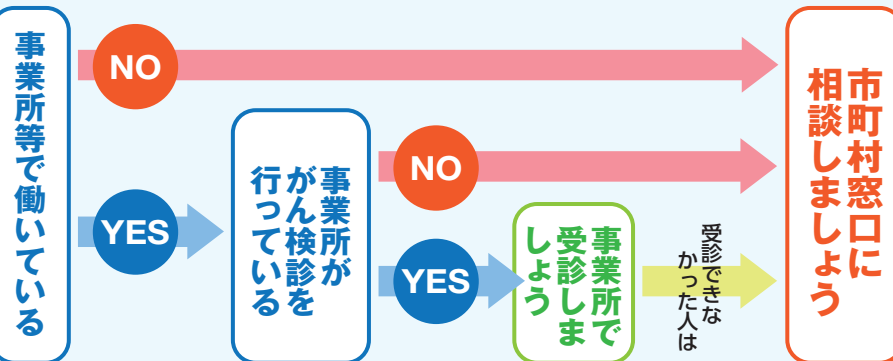 事業所等で働いている
NO
YES
事業所が
がん検診を
行っている
NO
YES
事業所で
受診しま
しょう
受診できな
かった人は
市町村窓口に
相談しましょう